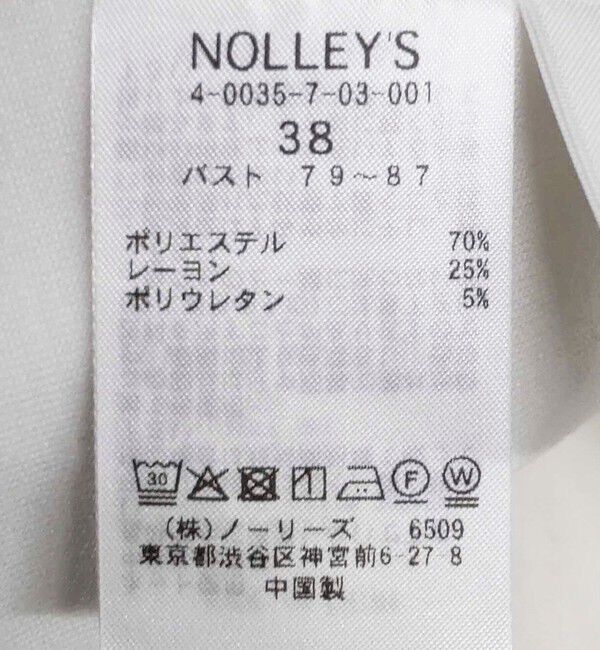 NOLLEY'S
4-0035-7-03-001
38
バスト 79~87
ポリエステル 70%
レーヨン 25%
ポリウレタン 5%
30 F W
(株)ノーリーズ 6509
東京都渋谷区神宮前6-27-8
中国製